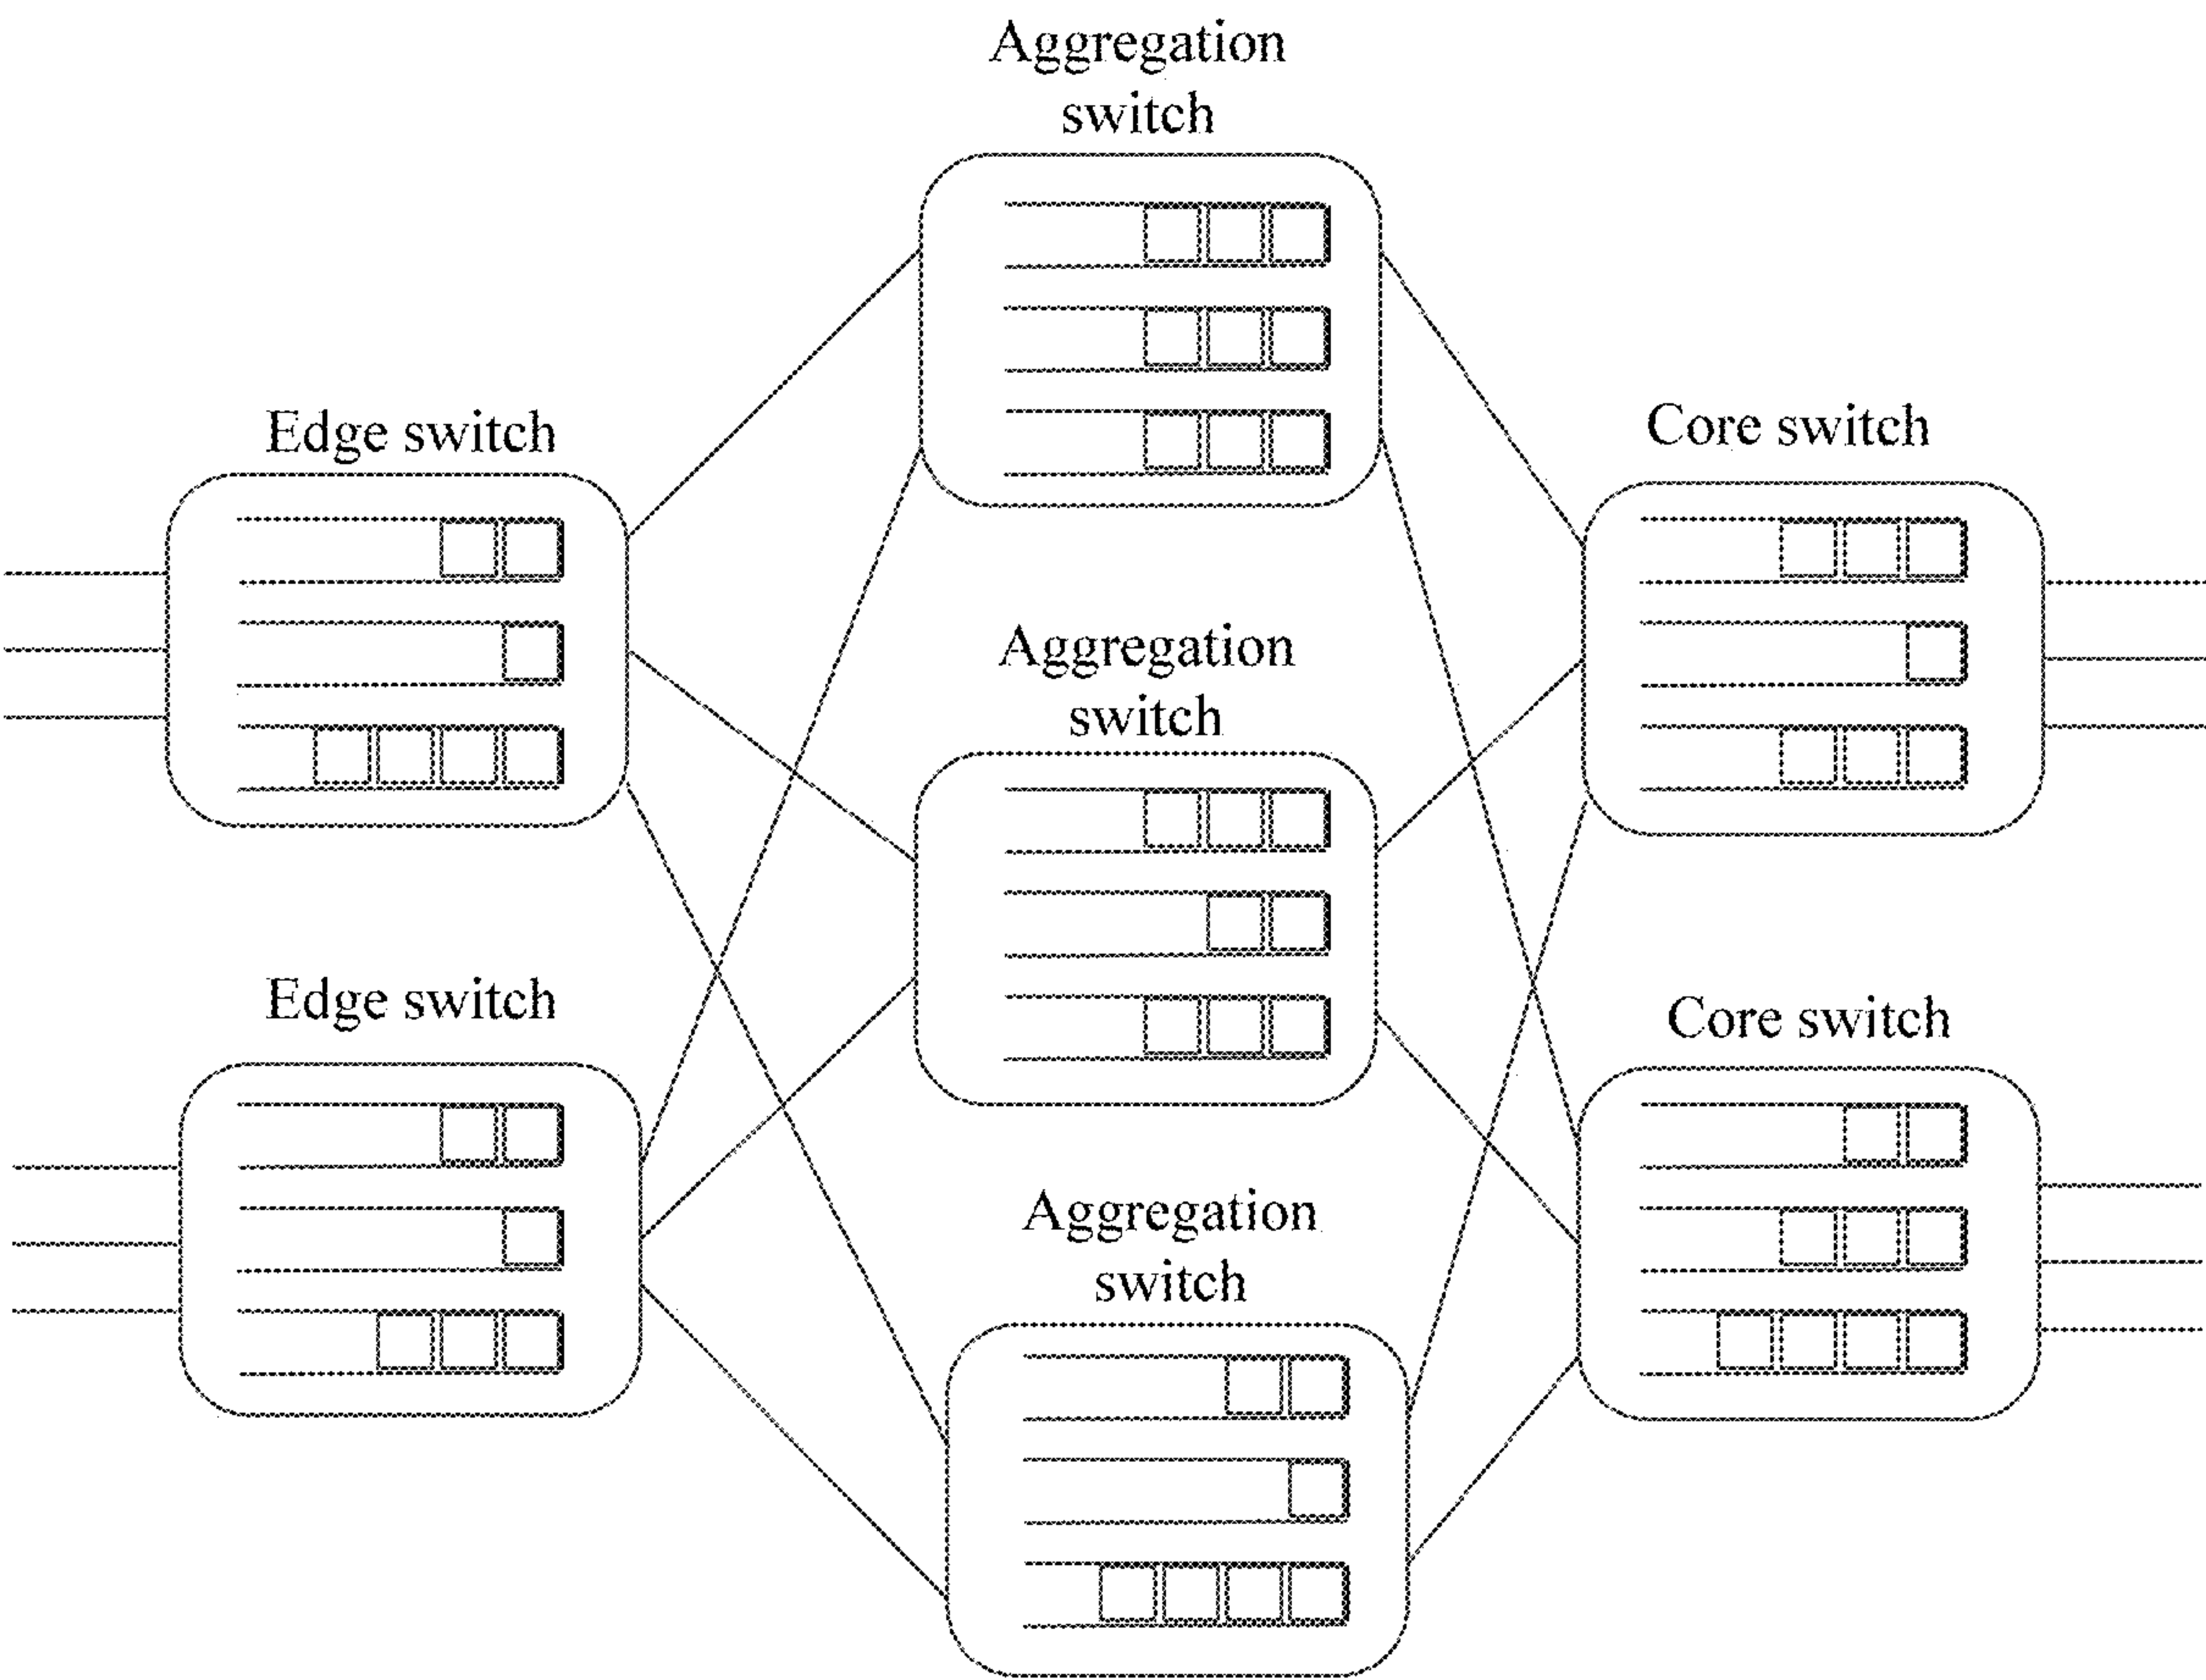 Aggregation
switch
Edge switch
Core switch
Aggregation
switch
Edge switch
Core switch
Aggregation
switch